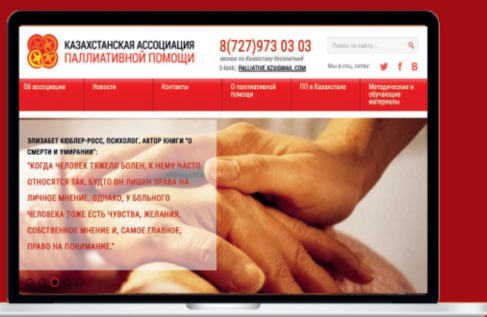 КАЗАХСТАНСКАЯ АССОЦИАЦИЯ
ПАЛЛИАТИВНОЙ ПОМОЩИ
8(727)973 03 03
звонок по Казахстану бесплатный
E-MAIL: PALLIATIVE.KZ@GMAIL.COM
Поиск по сайту...
Мы в соц. сетях:
Об ассоциации
Новости
Контакты
О паллиативной
помощи
ПП в Казахстане
Методические и
обучающие
материалы
ЭЛИЗАБЕТ КЮБЛЕР-РОСС, ПСИХОЛОГ, АВТОР КНИГИ "О
СМЕРТИ И УМИРАНИИ":
"КОГДА ЧЕЛОВЕК ТЯЖЕЛО БОЛЕН, К НЕМУ ЧАСТО
ОТНОСЯТСЯ ТАК, БУДТО ОН ЛИШЕН ПРАВА НА
ЛИЧНОЕ МНЕНИЕ. ОДНАКО, У БОЛЬНОГО
ЧЕЛОВЕКА ТОЖЕ ЕСТЬ ЧУВСТВА, ЖЕЛАНИЯ,
СОБСТВЕННОЕ МНЕНИЕ И, САМОЕ ГЛАВНОЕ,
ПРАВО НА ПОНИМАНИЕ."